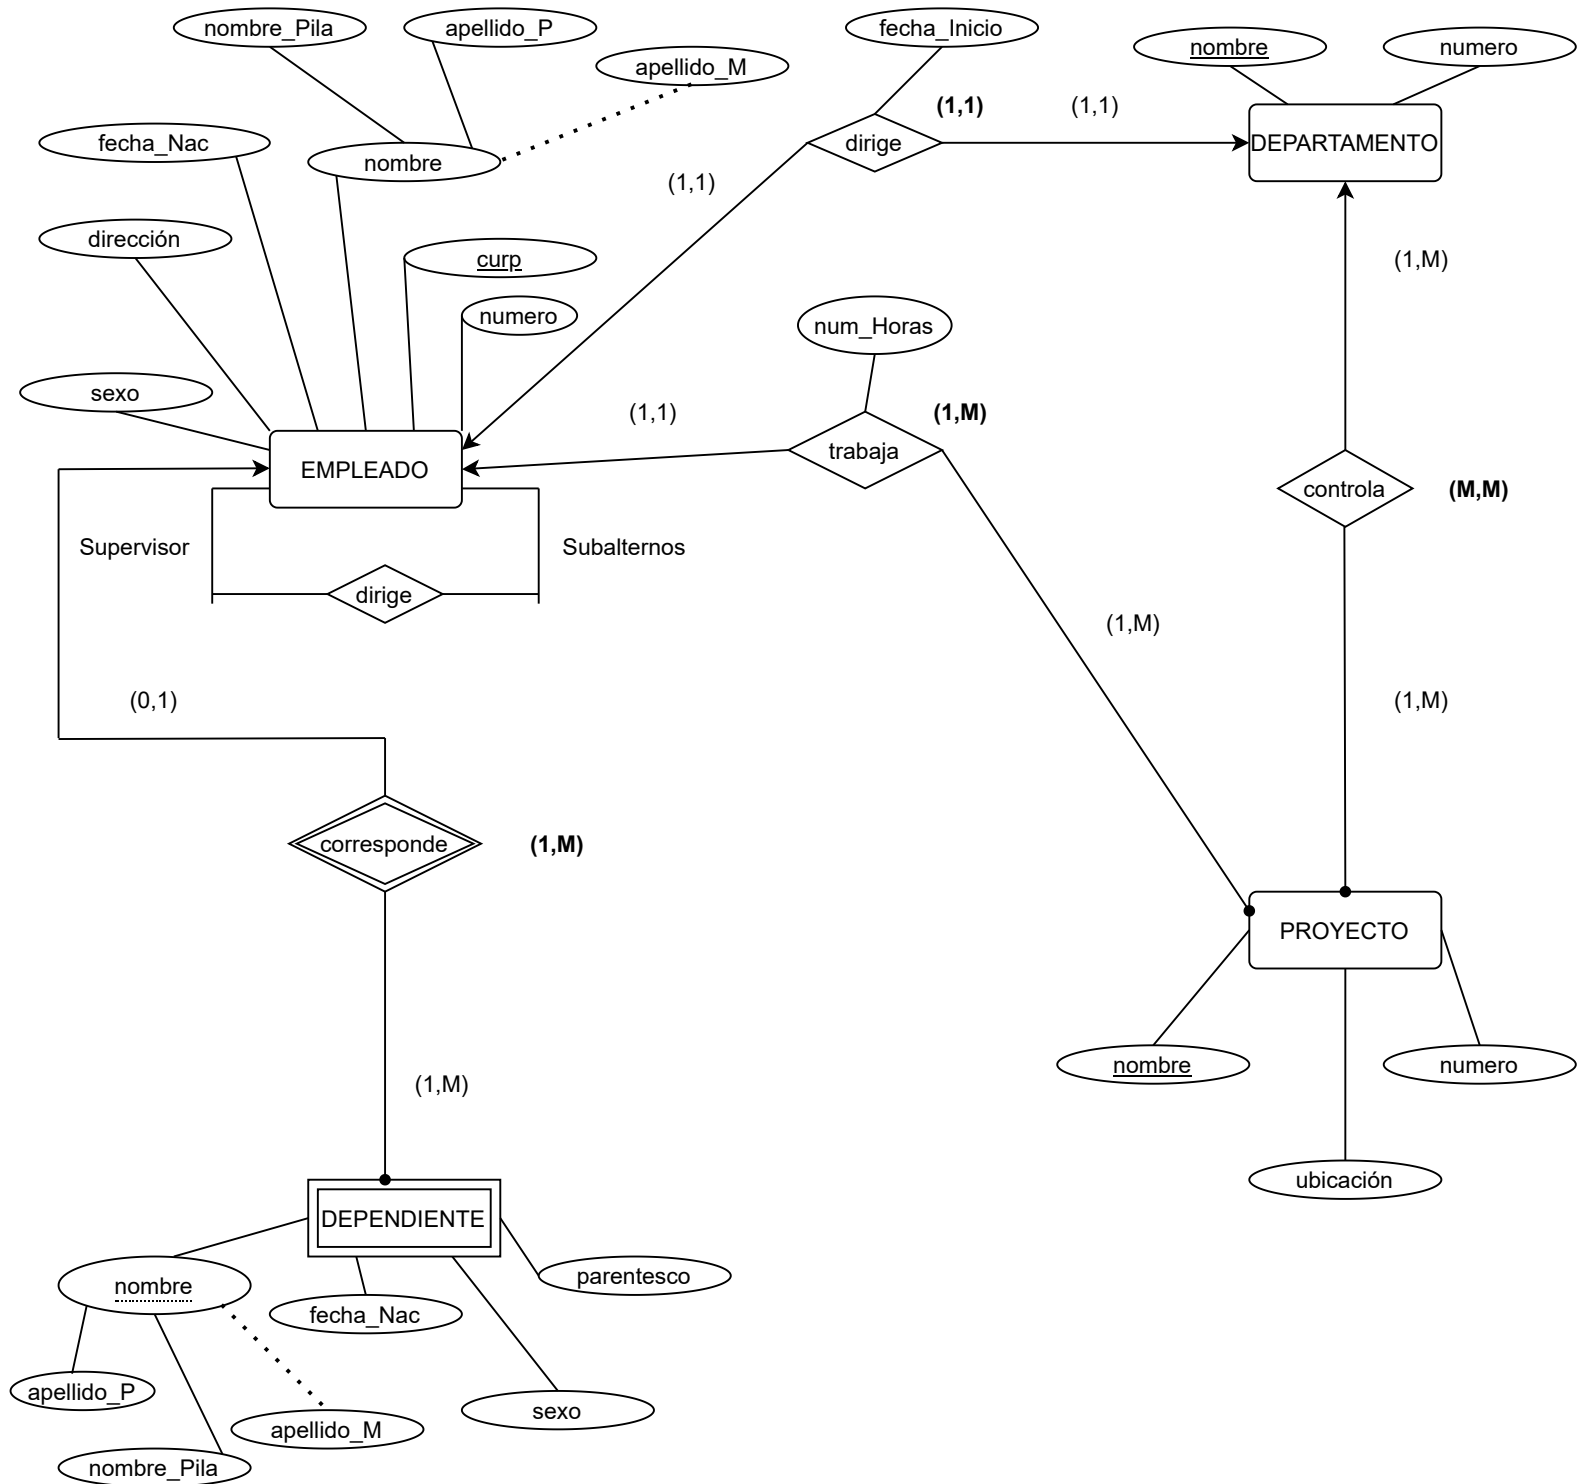 nombre_Pila
apellido_P
fecha_Inicio
nombre
numero
apellido_M
(1,1)
(1,1)
fecha_Nac
nombre
dirige
DEPARTAMENTO
(1,1)
dirección
curp
(1,M)
numero
num_Horas
sexo
(1,1)
(1,M)
trabaja
EMPLEADO
controla
(M,M)
Supervisor
Subalternos
dirige
(1,M)
(0,1)
(1,M)
corresponde
(1,M)
PROYECTO
nombre
numero
(1,M)
ubicación
DEPENDIENTE
nombre
parentesco
fecha_Nac
apellido_P
sexo
apellido_M
nombre_Pila